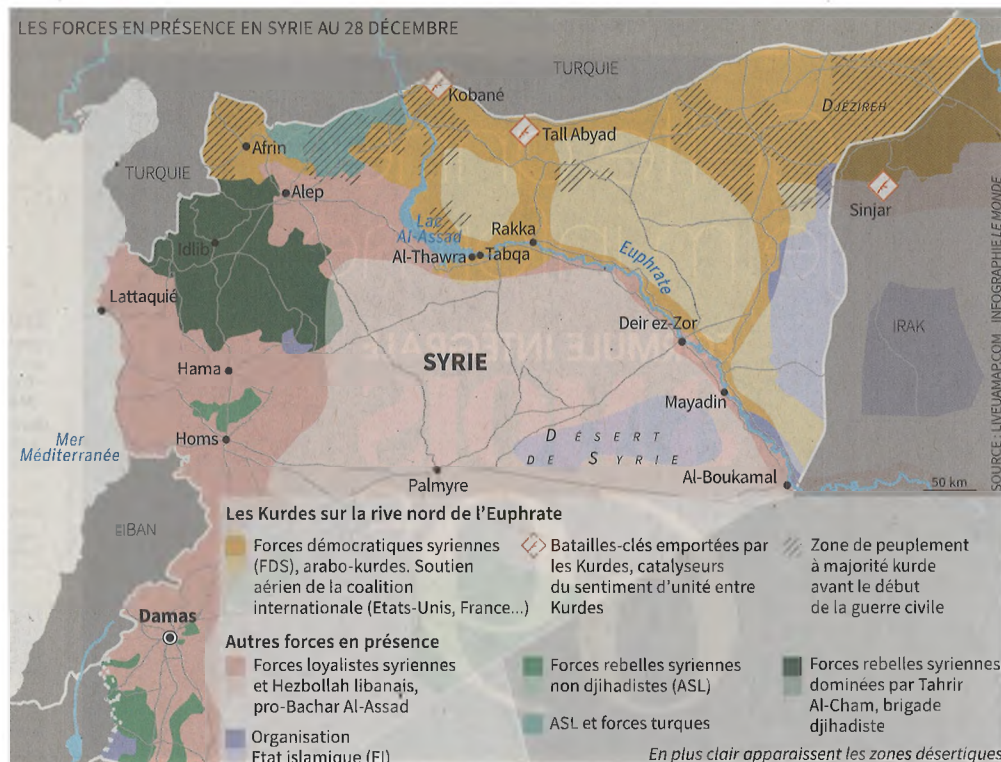 LES FORCES EN PRÉSENCE EN SYRIE AU 28 DÉCEMBRE
TURQUIE
Kobané
DJÉZIREH
Tall Abyad
Afrin
TURQUIE
Alep
Sinjar
Lac
Al-Assad
Rakka
Idlib
Al-Thawra
Tabqa
Euphrate
Lattaquié
Deir ez-Zor
IRAK
SYRIE
Hama
Mayadin
Homs
DÉSERT
DE SYRIE
Mer
Méditerranée
Al-Boukamal
Palmyre
50 km
SOURCE : LIVEUAMAP.COM INFOGRAPHIE LE MONDE
LIBAN
Damas
Les Kurdes sur la rive nord de l'Euphrate
Forces démocratiques syriennes
(FDS), arabo-kurdes. Soutien
aérien de la coalition
internationale (Etats-Unis, France...)
Batailles-clés emportées par
les Kurdes, catalyseurs
du sentiment d'unité entre
Kurdes
Zone de peuplement
à majorité kurde
avant le début
de la guerre civile
Autres forces en présence
Forces loyalistes syriennes
et Hezbollah libanais,
pro-Bachar Al-Assad
Organisation
Etat islamique (EI)
Forces rebelles syriennes
non djihadistes (ASL)
ASL et forces turques
Forces rebelles syriennes
dominées par Tahrir
Al-Cham, brigade
djihadiste
En plus clair apparaissent les zones désertiques